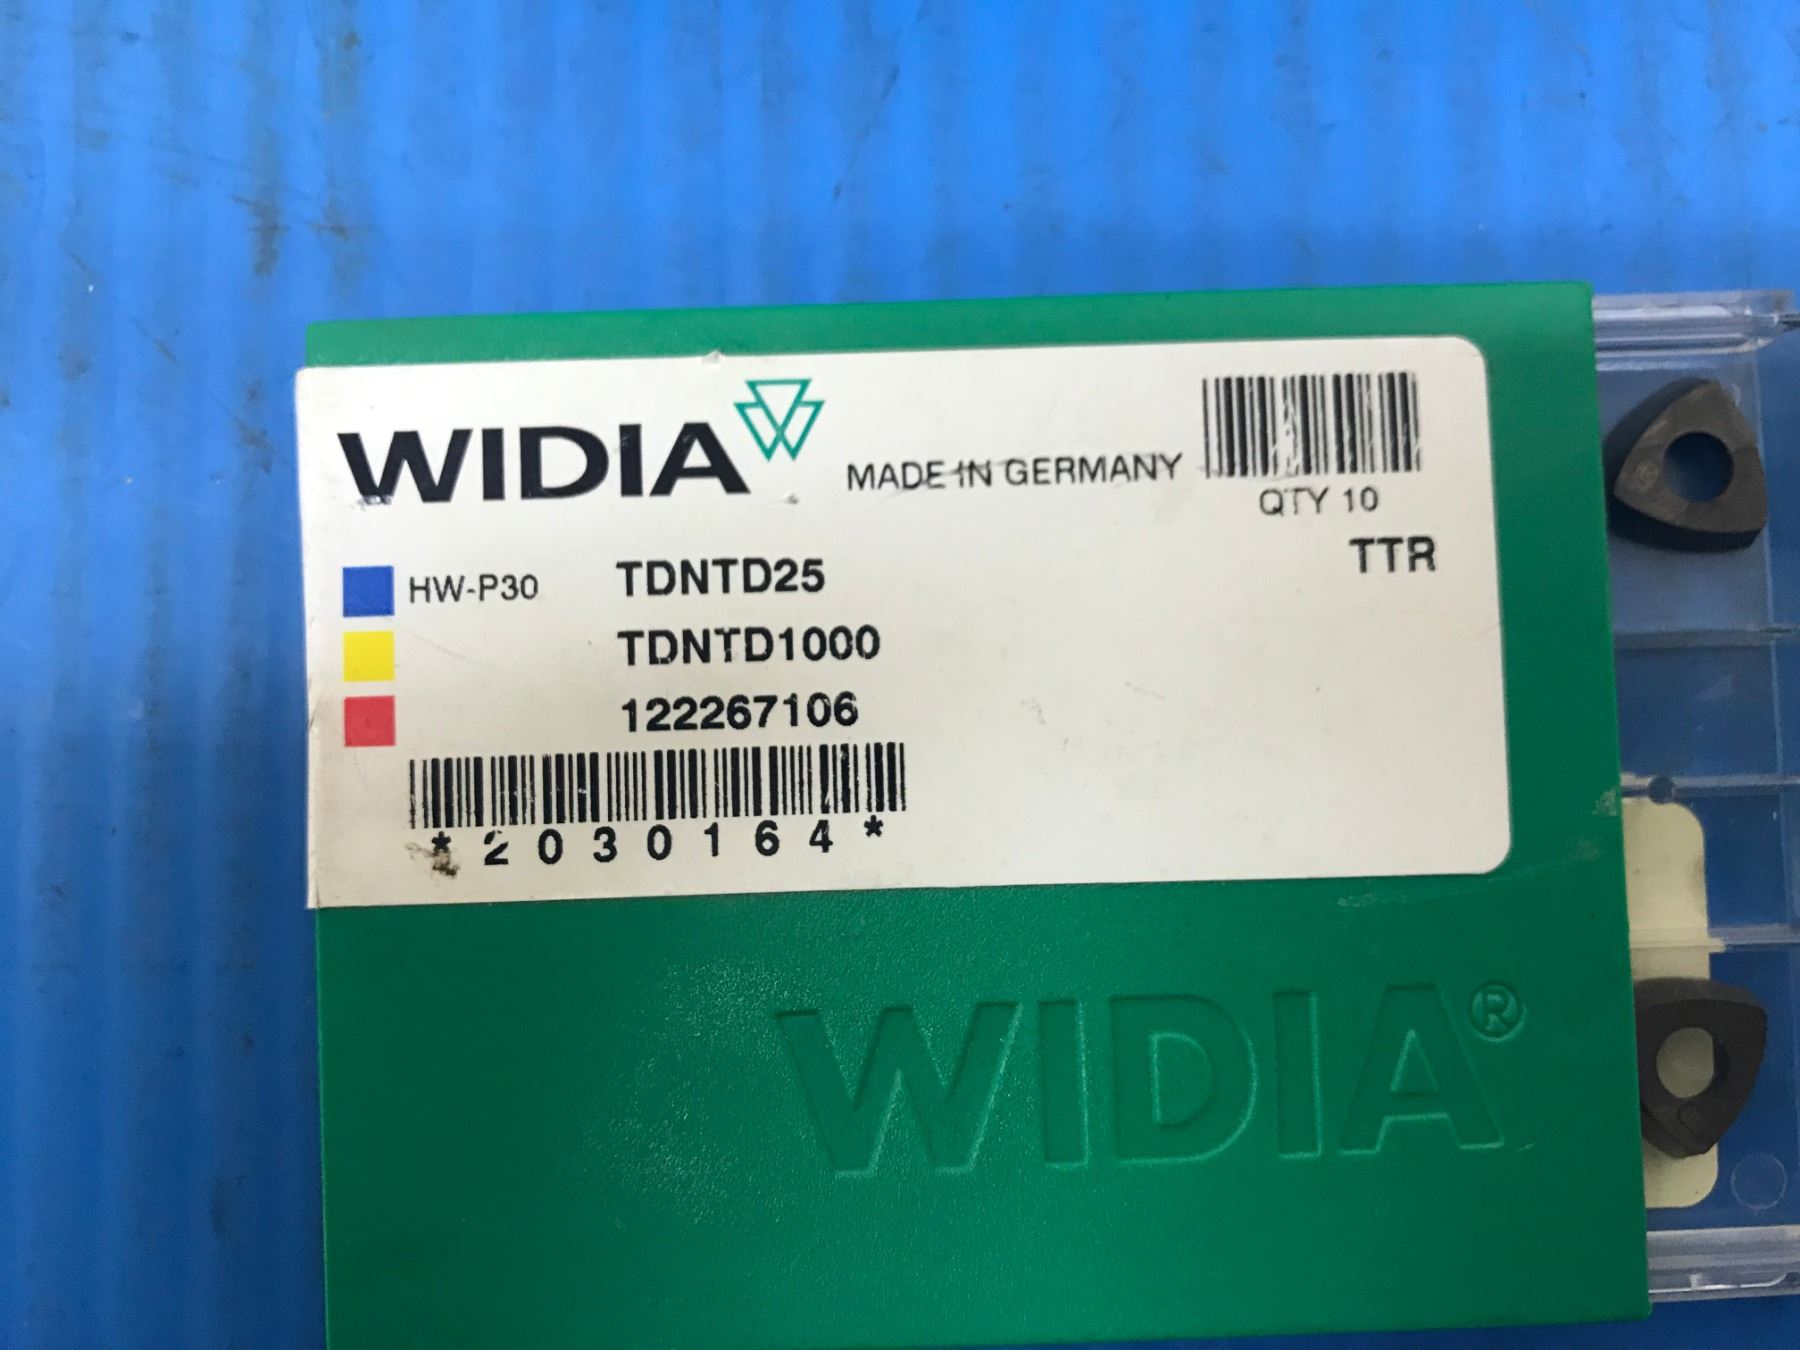 WIDIA
MADE IN GERMANY
QTY 10
TTR
HW-P30 TDNTD25
TDNTD1000
122267106
*2030164*
WIDIA®